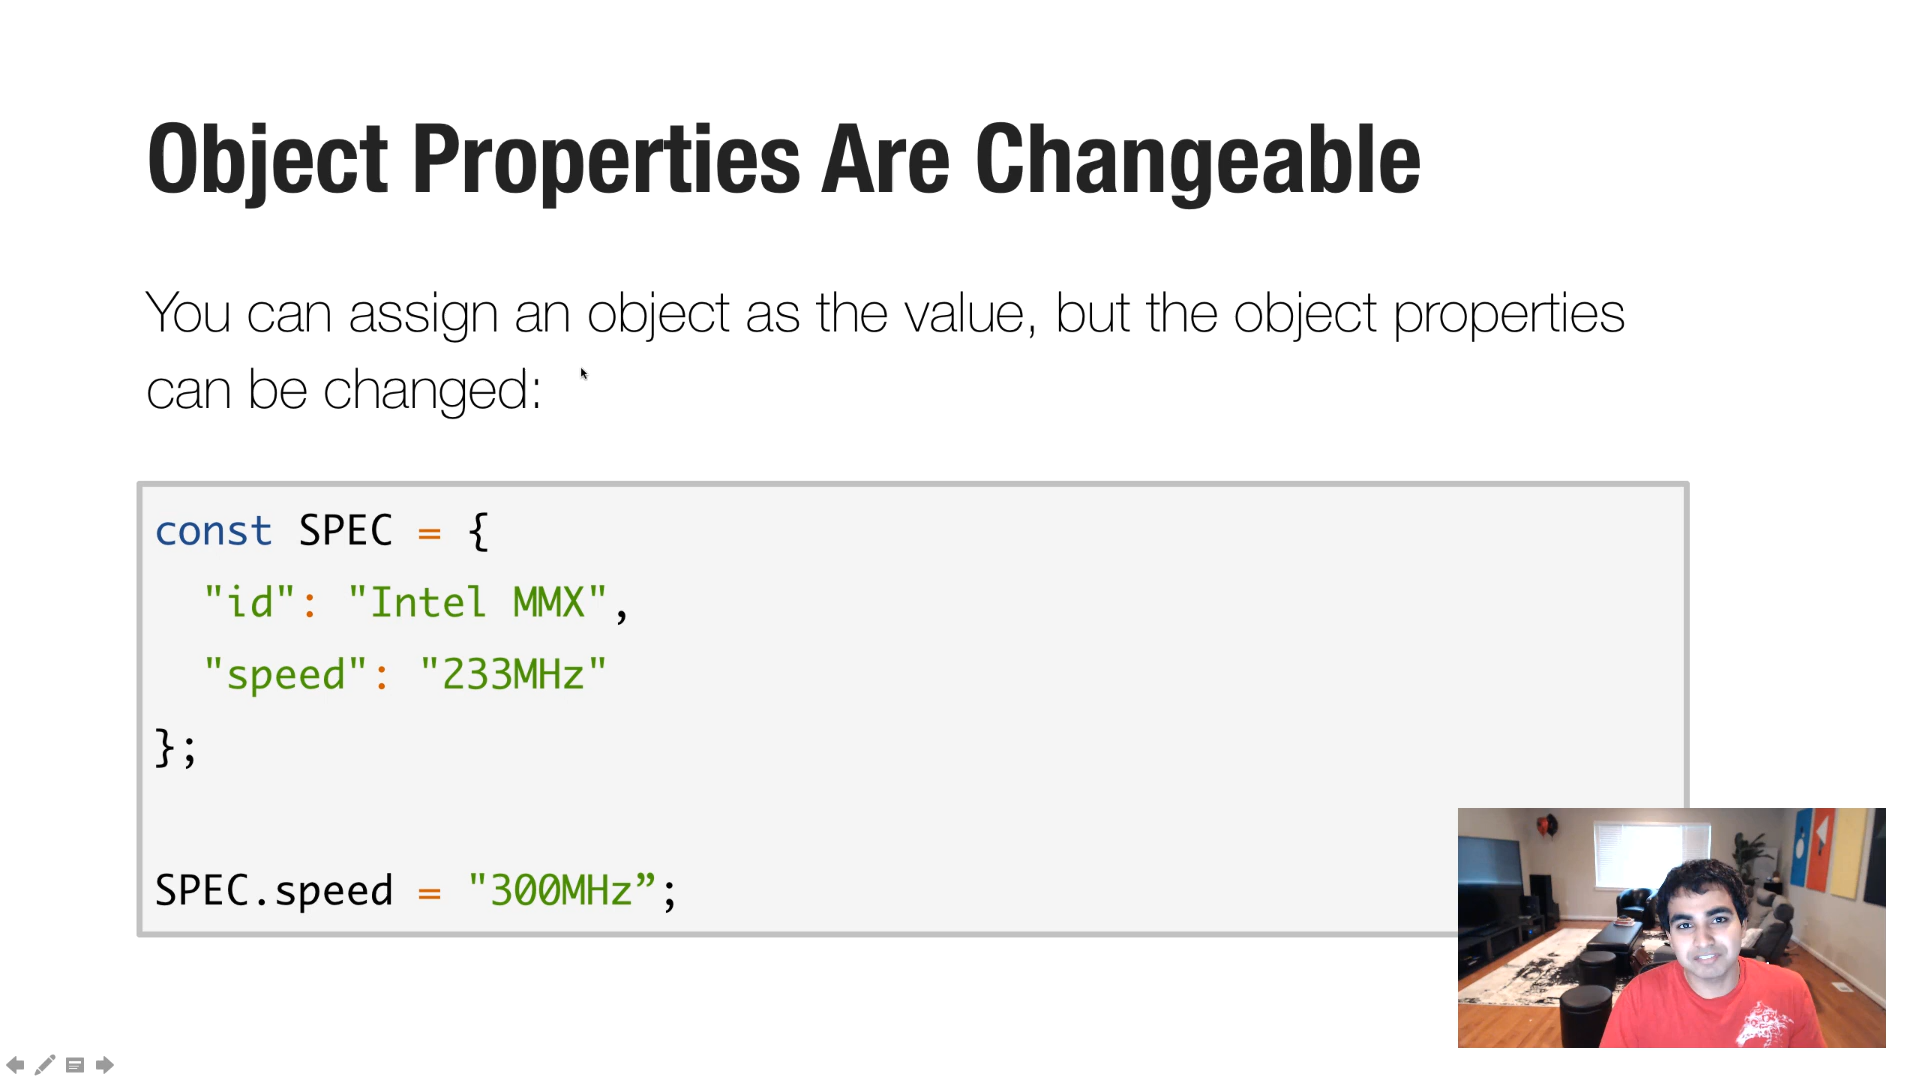 Object Properties Are Changeable
You can assign an object as the value, but the object properties
can be changed:
const SPEC = {
"id": "Intel MMX",
"speed": "233MHz"
};
SPEC.speed = "300MHz”;